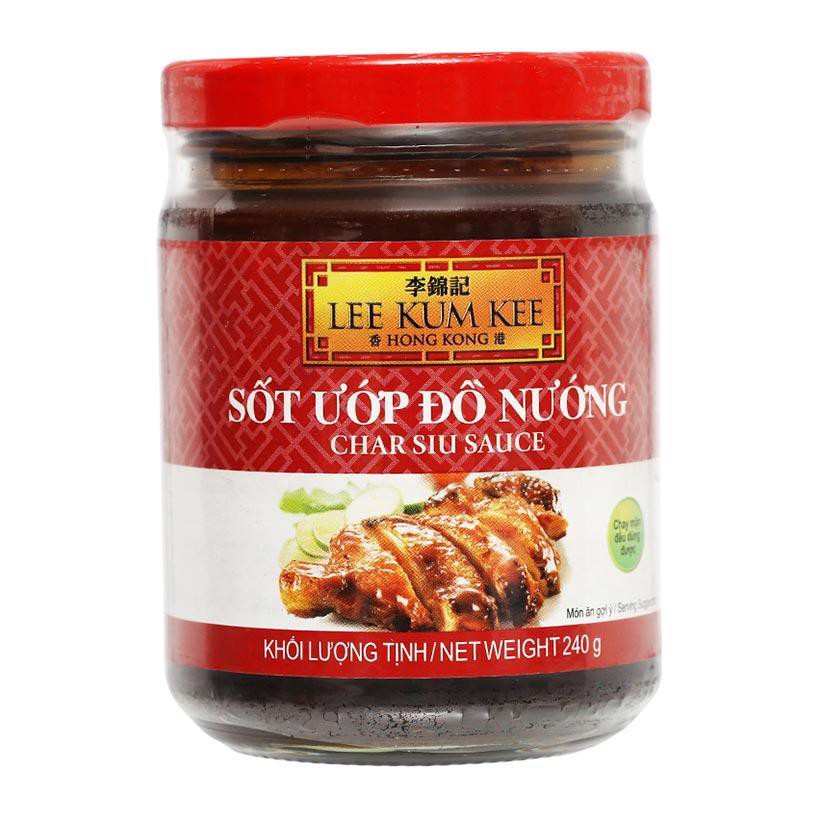 李錦記
LEE KUM KEE
香 HONG KONG 港
SỐT ƯỚP ĐỒ NƯỚNG
CHAR SIU SAUCE
Chay mặn
đều dùng
được
Món ăn gợi ý / Serving
KHỐI LƯỢNG TỊNH/NET WEIGHT 240 g